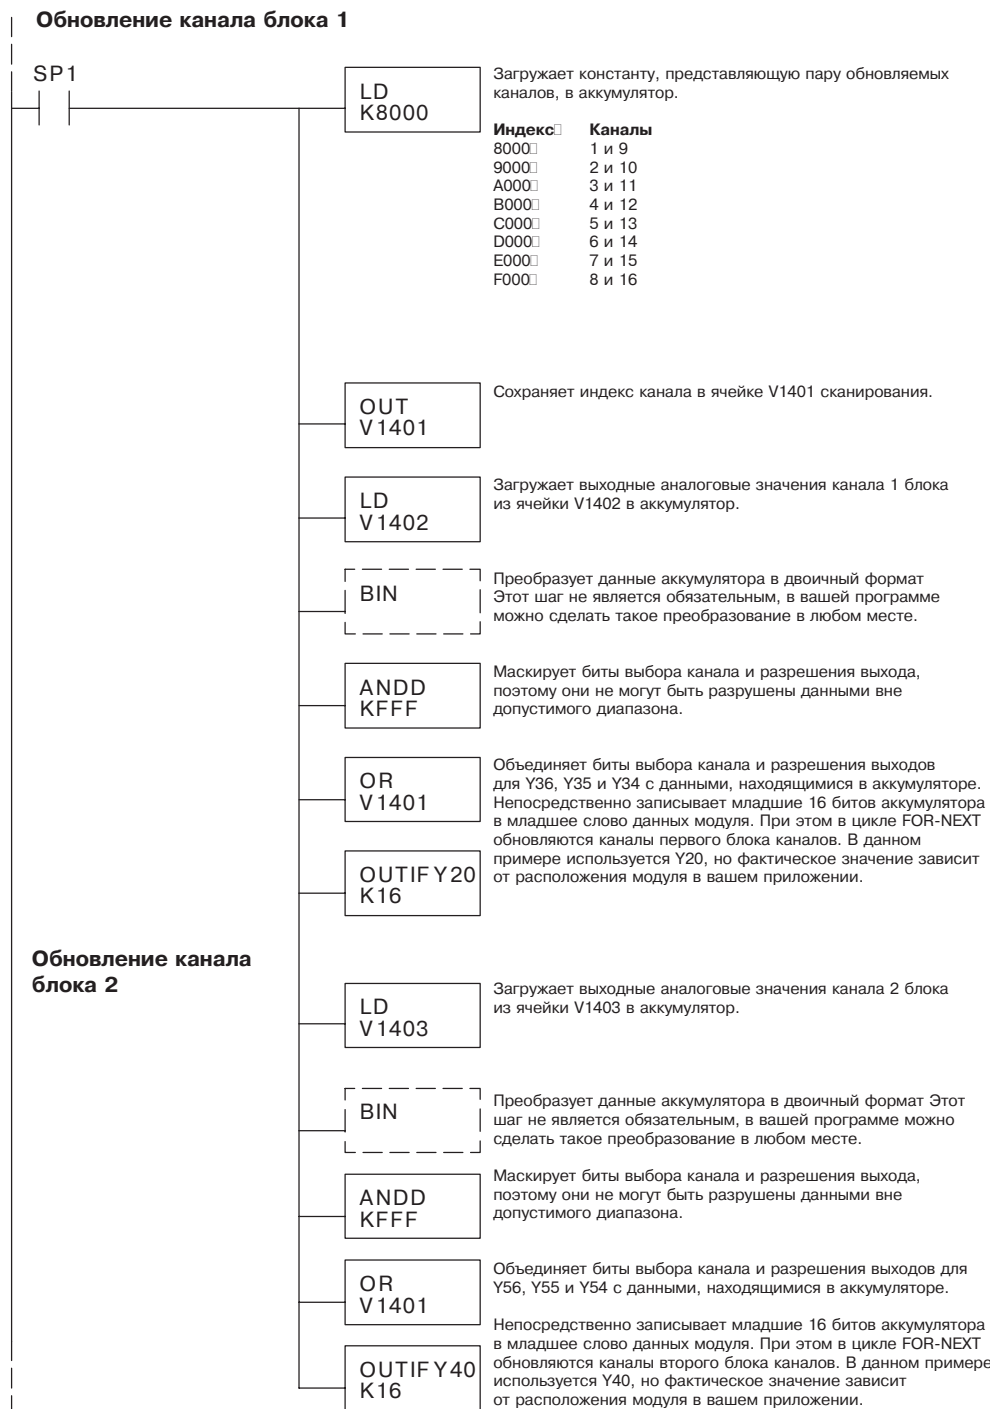 Обновление канала блока 1
SP1
LD
K8000
Загружает константу, представляющую пару обновляемых
каналов, в аккумулятор.
Индекс Каналы
8000 1 и 9
9000 2 и 10
A000 3 и 11
B000 4 и 12
C000 5 и 13
D000 6 и 14
E000 7 и 15
F000 8 и 16
OUT
V1401
Сохраняет индекс канала в ячейке V1401 сканирования.
LD
V1402
Загружает выходные аналоговые значения канала 1 блока
из ячейки V1402 в аккумулятор.
BIN
Преобразует данные аккумулятора в двоичный формат
Этот шаг не является обязательным, в вашей программе
можно сделать такое преобразование в любом месте.
ANDD
KFFF
Маскирует биты выбора канала и разрешения выхода,
поэтому они не могут быть разрушены данными вне
допустимого диапазона.
OR
V1401
Объединяет биты выбора канала и разрешения выходов
для Y36, Y35 и Y34 с данными, находящимися в аккумуляторе.
Непосредственно записывает младшие 16 битов аккумулятора
в младшее слово данных модуля. При этом в цикле FOR-NEXT
обновляются каналы первого блока каналов. В данном
примере используется Y20, но фактическое значение зависит
от расположения модуля в вашем приложении.
OUTIF Y20
K16
Обновление канала
блока 2
LD
V1403
Загружает выходные аналоговые значения канала 2 блока
из ячейки V1403 в аккумулятор.
BIN
Преобразует данные аккумулятора в двоичный формат Этот
шаг не является обязательным, в вашей программе можно
сделать такое преобразование в любом месте.
ANDD
KFFF
Маскирует биты выбора канала и разрешения выхода,
поэтому они не могут быть разрушены данными вне
допустимого диапазона.
OR
V1401
Объединяет биты выбора канала и разрешения выходов для
Y56, Y55 и Y54 с данными, находящимися в аккумуляторе.
OUTIF Y40
K16
Непосредственно записывает младшие 16 битов аккумулятора
в младшее слово данных модуля. При этом в цикле FOR-NEXT
обновляются каналы второго блока каналов. В данном примере
используется Y40, но фактическое значение зависит
от расположения модуля в вашем приложении.